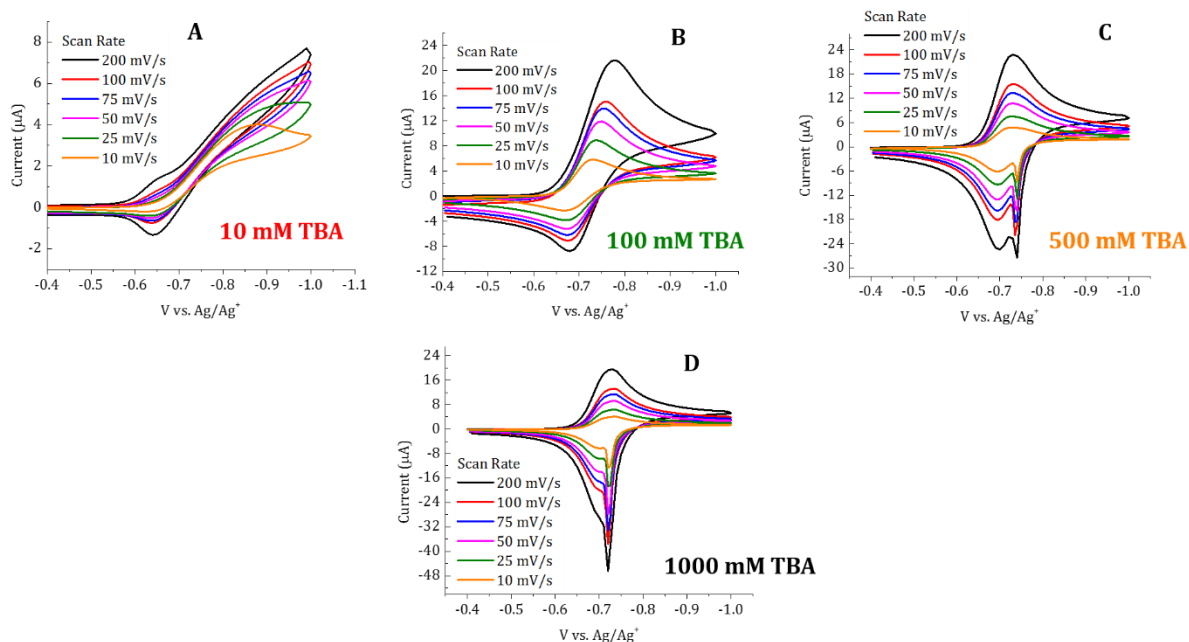 A
Scan Rate
200 mV/s
100 mV/s
75 mV/s
50 mV/s
25 mV/s
10 mV/s
10 mM TBA
Current (μA)
8
6
4
2
0
-2
-0.4 -0.5 -0.6 -0.7 -0.8 -0.9 -1.0 -1.1
V vs. Ag/Ag⁺
B
Scan Rate
200 mV/s
100 mV/s
75 mV/s
50 mV/s
25 mV/s
10 mV/s
100 mM TBA
Current (μA)
28
24
20
16
12
8
4
0
-4
-8
-12
-0.4 -0.5 -0.6 -0.7 -0.8 -0.9 -1.0
V vs. Ag/Ag⁺
C
Scan Rate
200 mV/s
100 mV/s
75 mV/s
50 mV/s
25 mV/s
10 mV/s
500 mM TBA
Current (μA)
30
24
18
12
6
0
-6
-12
-18
-24
-30
-0.4 -0.5 -0.6 -0.7 -0.8 -0.9 -1.0
V vs. Ag/Ag⁺
D
Scan Rate
200 mV/s
100 mV/s
75 mV/s
50 mV/s
25 mV/s
10 mV/s
1000 mM TBA
Current (μA)
24
16
8
0
-8
-16
-24
-32
-40
-48
-0.4 -0.5 -0.6 -0.7 -0.8 -0.9 -1.0
V vs. Ag/Ag⁺